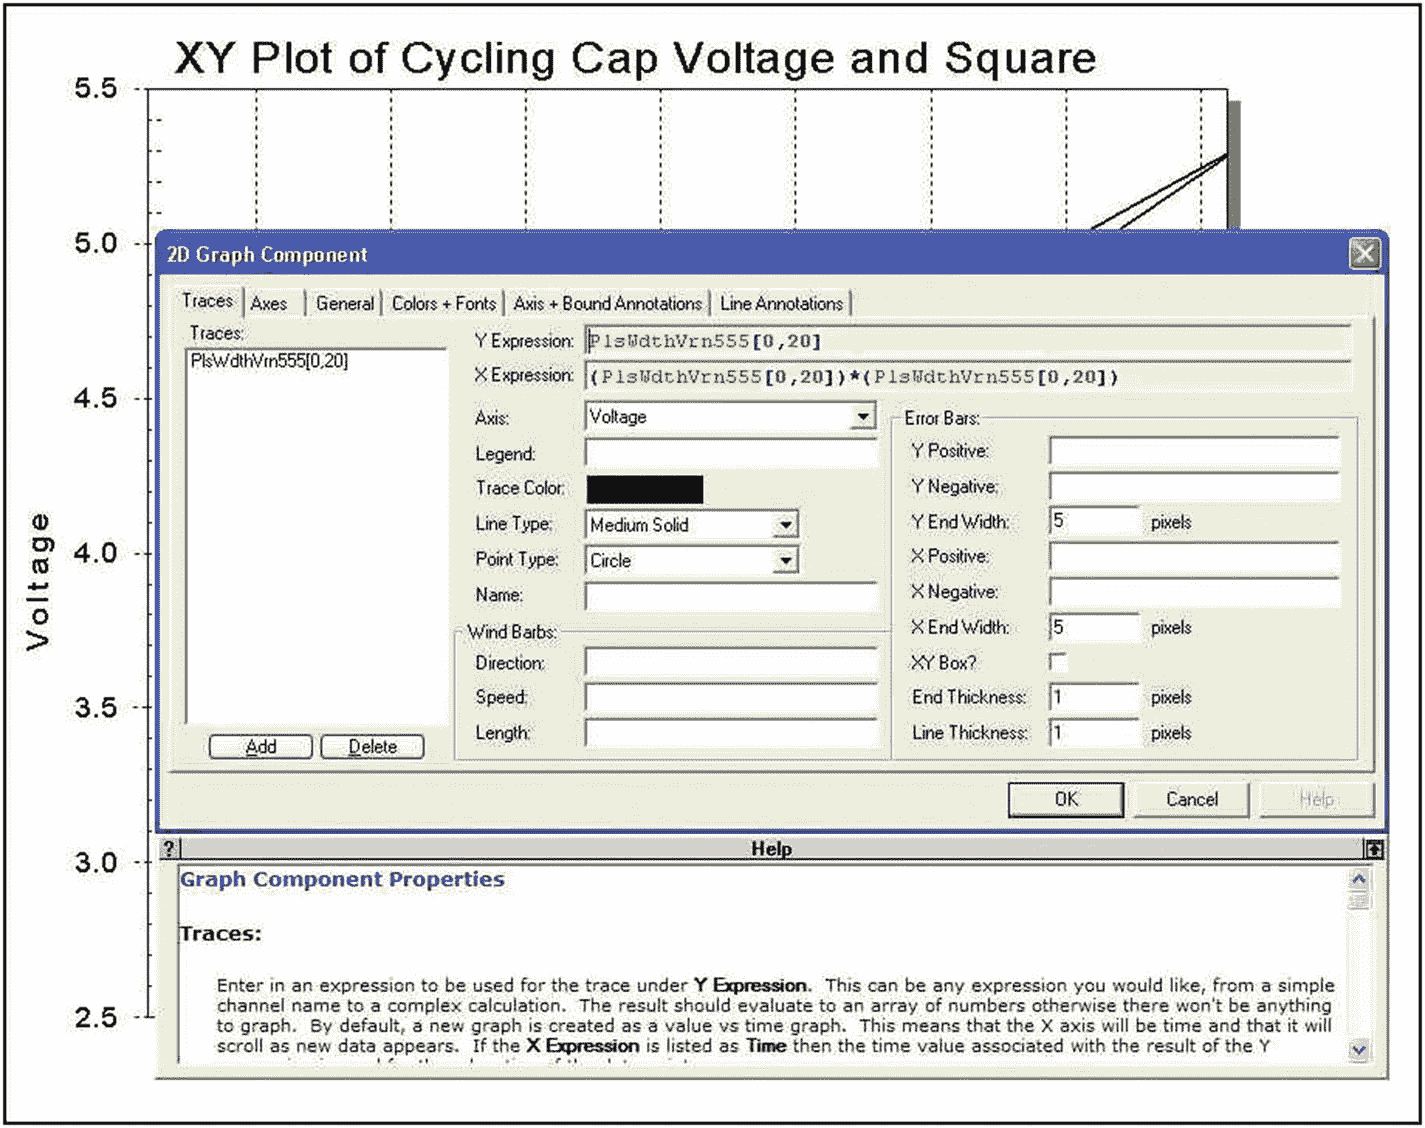 XY Plot of Cycling Cap Voltage and Square
5.5
5.0
4.5
4.0
3.5
3.0
2.5
Voltage
2D Graph Component
Traces Axes General Colors + Fonts Axis + Bound Annotations Line Annotations
Traces:
PlsWdthVrn555[0,20]
Add Delete
Y Expression: PlsWdthVrn555[0,20]
X Expression: (PlsWdthVrn555[0,20])*(PlsWdthVrn555[0,20])
Axis: Voltage
Legend:
Trace Color:
Line Type: Medium Solid
Point Type: Circle
Name:
Wind Barbs:
Direction:
Speed:
Length:
Error Bars:
Y Positive:
Y Negative:
Y End Width: 5 pixels
X Positive:
X Negative:
X End Width: 5 pixels
XY Box?
End Thickness: 1 pixels
Line Thickness: 1 pixels
OK Cancel Help
? Help
Graph Component Properties
Traces:
Enter in an expression to be used for the trace under Y Expression. This can be any expression you would like, from a simple
channel name to a complex calculation. The result should evaluate to an array of numbers otherwise there won't be anything
to graph. By default, a new graph is created as a value vs time graph. This means that the X axis will be time and that it will
scroll as new data appears. If the X Expression is listed as Time then the time value associated with the result of the Y